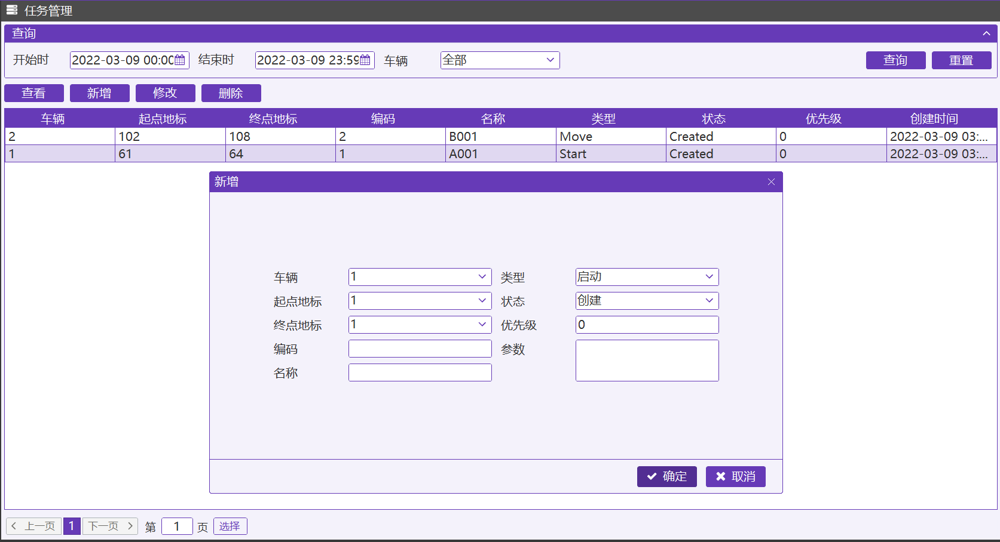 任务管理
查询
开始时 2022-03-09 00:00 结束时 2022-03-09 23:59 车辆 全部 查询 重置
查看 新增 修改 删除
车辆 起点地标 终点地标 编码 名称 类型 状态 优先级 创建时间
2 102 108 2 B001 Move Created 0 2022-03-09 03:...
1 61 64 1 A001 Start Created 0 2022-03-09 03:...
新增
车辆 1 类型 启动
起点地标 1 状态 创建
终点地标 1 优先级 0
编码 参数
名称
确定 取消
上一页 1 下一页 第 1 页 选择